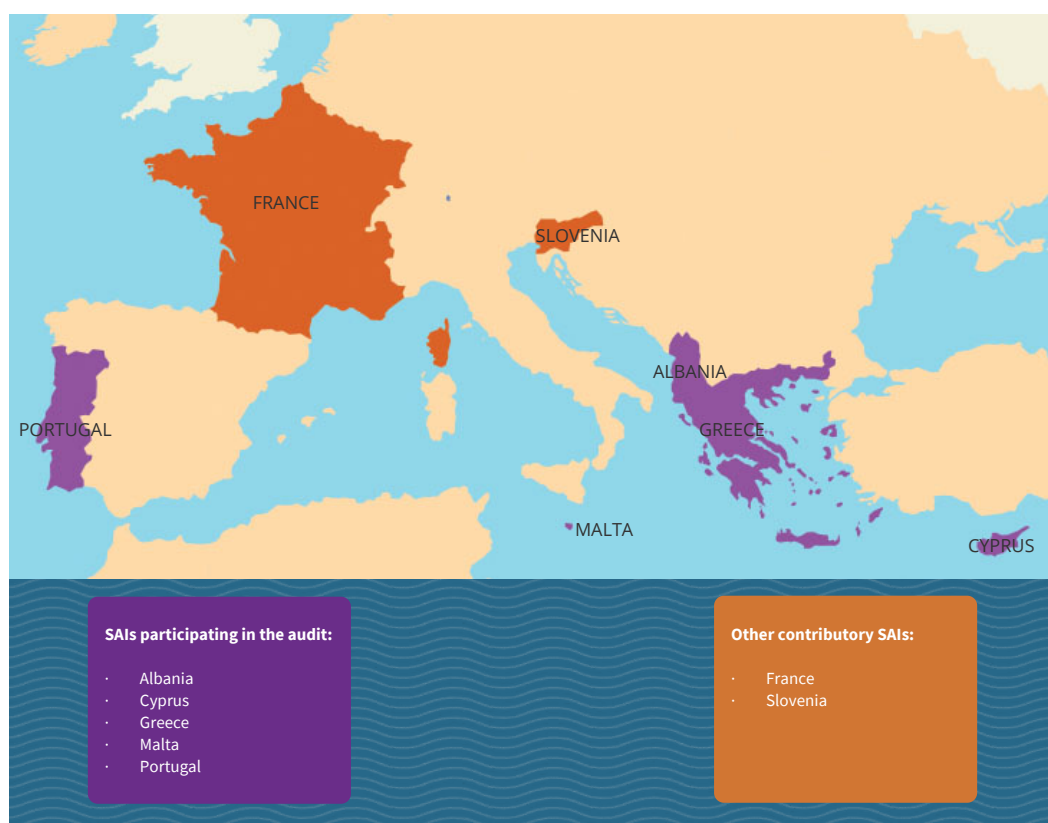 FRANCE
SLOVENIA
ALBANIA
PORTUGAL
GREECE
MALTA
CYPRUS
SAIs participating in the audit:
· Albania
· Cyprus
· Greece
· Malta
· Portugal
Other contributory SAIs:
· France
· Slovenia